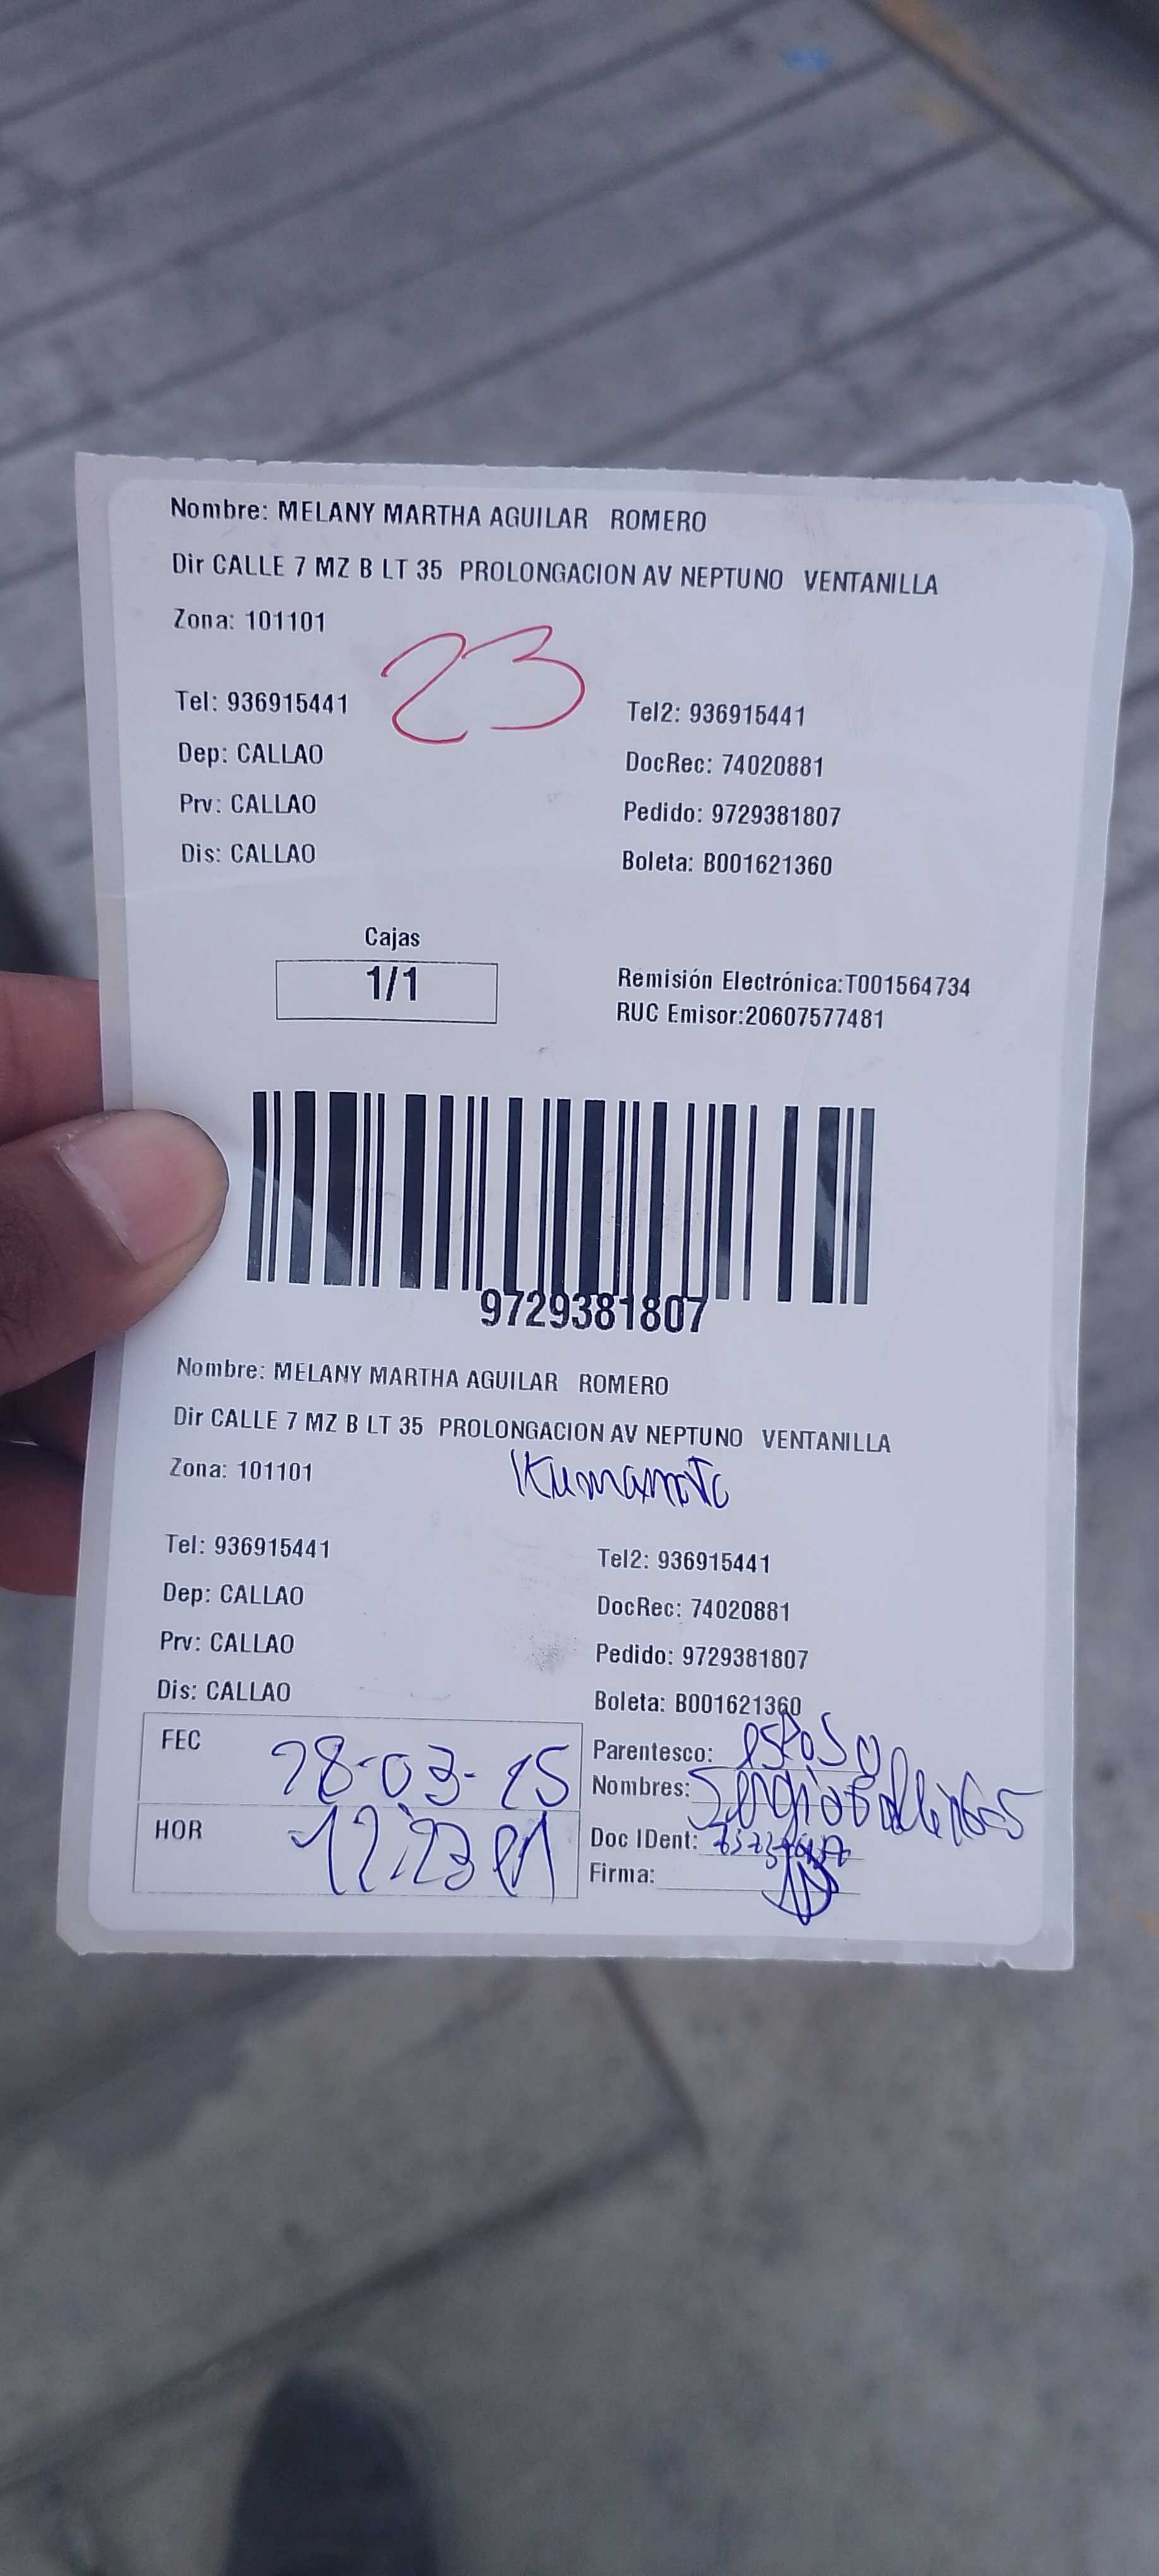 Nombre: MELANY MARTHA AGUILAR ROMERO
Dir CALLE 7 MZ B LT 35 PROLONGACION AV NEPTUNO VENTANILLA
Zona: 101101
23
Tel: 936915441 Tel2: 936915441
Dep: CALLAO DocRec: 74020881
Prv: CALLAO Pedido: 9729381807
Dis: CALLAO Boleta: B001621360
Cajas
1/1
Remisión Electrónica:T001564734
RUC Emisor:20607577481
9729381807
Nombre: MELANY MARTHA AGUILAR ROMERO
Dir CALLE 7 MZ B LT 35 PROLONGACION AV NEPTUNO VENTANILLA
Zona: 101101
Tel: 936915441 Tel2: 936915441
Dep: CALLAO DocRec: 74020881
Prv: CALLAO Pedido: 9729381807
Dis: CALLAO Boleta: B001621360
FEC 28-03-25 Parentesco: esposo
Nombres: Sergio
HOR 12:23 Doc IDent:
Firma: